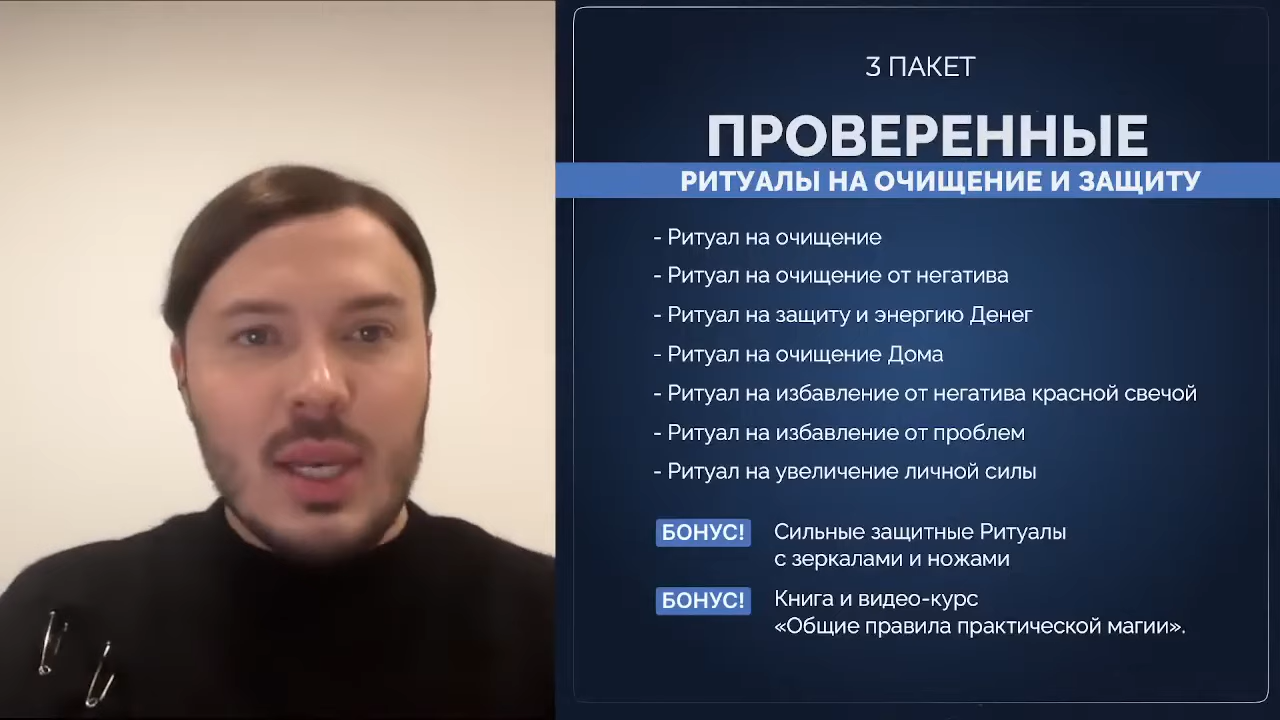 3 ПАКЕТ
ПРОВЕРЕННЫЕ
РИТУАЛЫ НА ОЧИЩЕНИЕ И ЗАЩИТУ
- Ритуал на очищение
- Ритуал на очищение от негатива
- Ритуал на защиту и энергию Денег
- Ритуал на очищение Дома
- Ритуал на избавление от негатива красной свечой
- Ритуал на избавление от проблем
- Ритуал на увеличение личной силы
БОНУС! Сильные защитные Ритуалы
с зеркалами и ножами
БОНУС! Книга и видео-курс
«Общие правила практической магии».